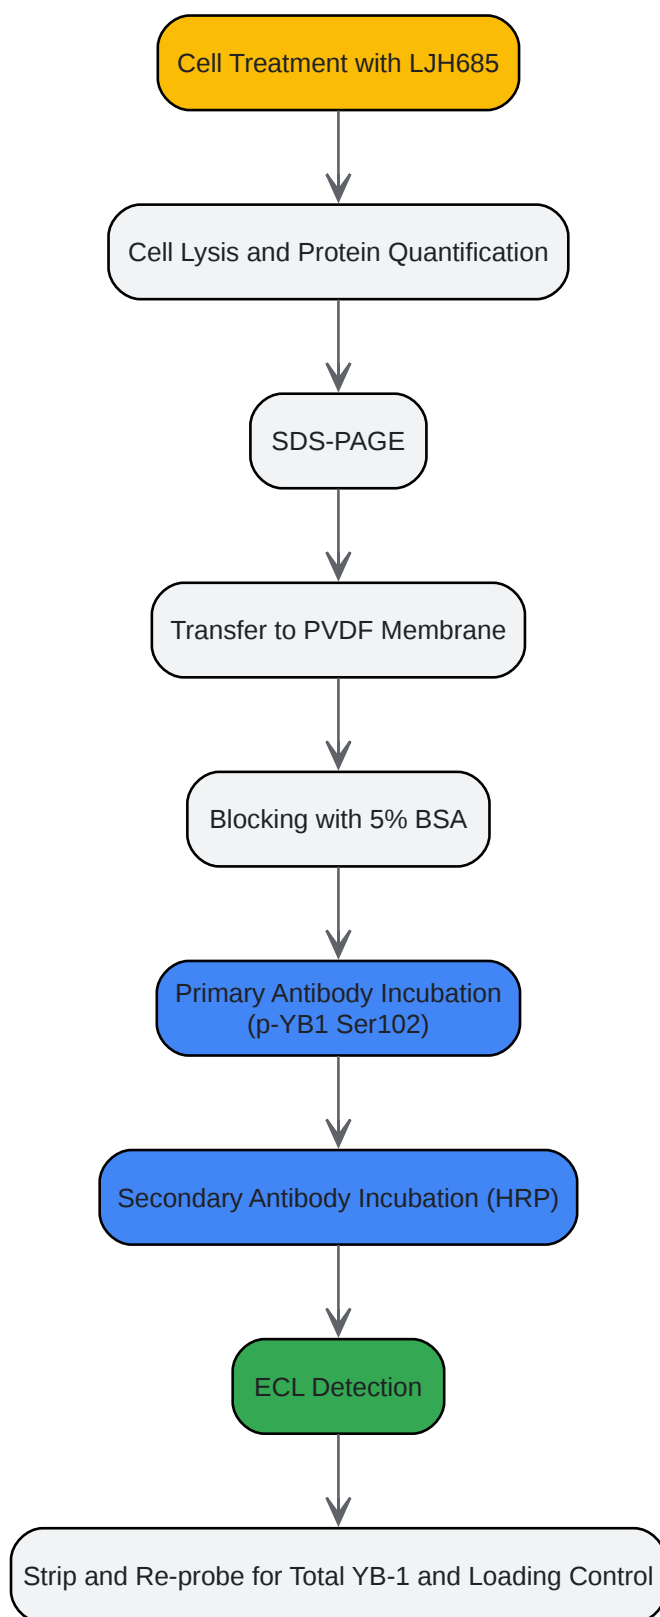 Cell Treatment with LJH685
Cell Lysis and Protein Quantification
SDS-PAGE
Transfer to PVDF Membrane
Blocking with 5% BSA
Primary Antibody Incubation
(p-YB1 Ser102)
Secondary Antibody Incubation (HRP)
ECL Detection
Strip and Re-probe for Total YB-1 and Loading Control